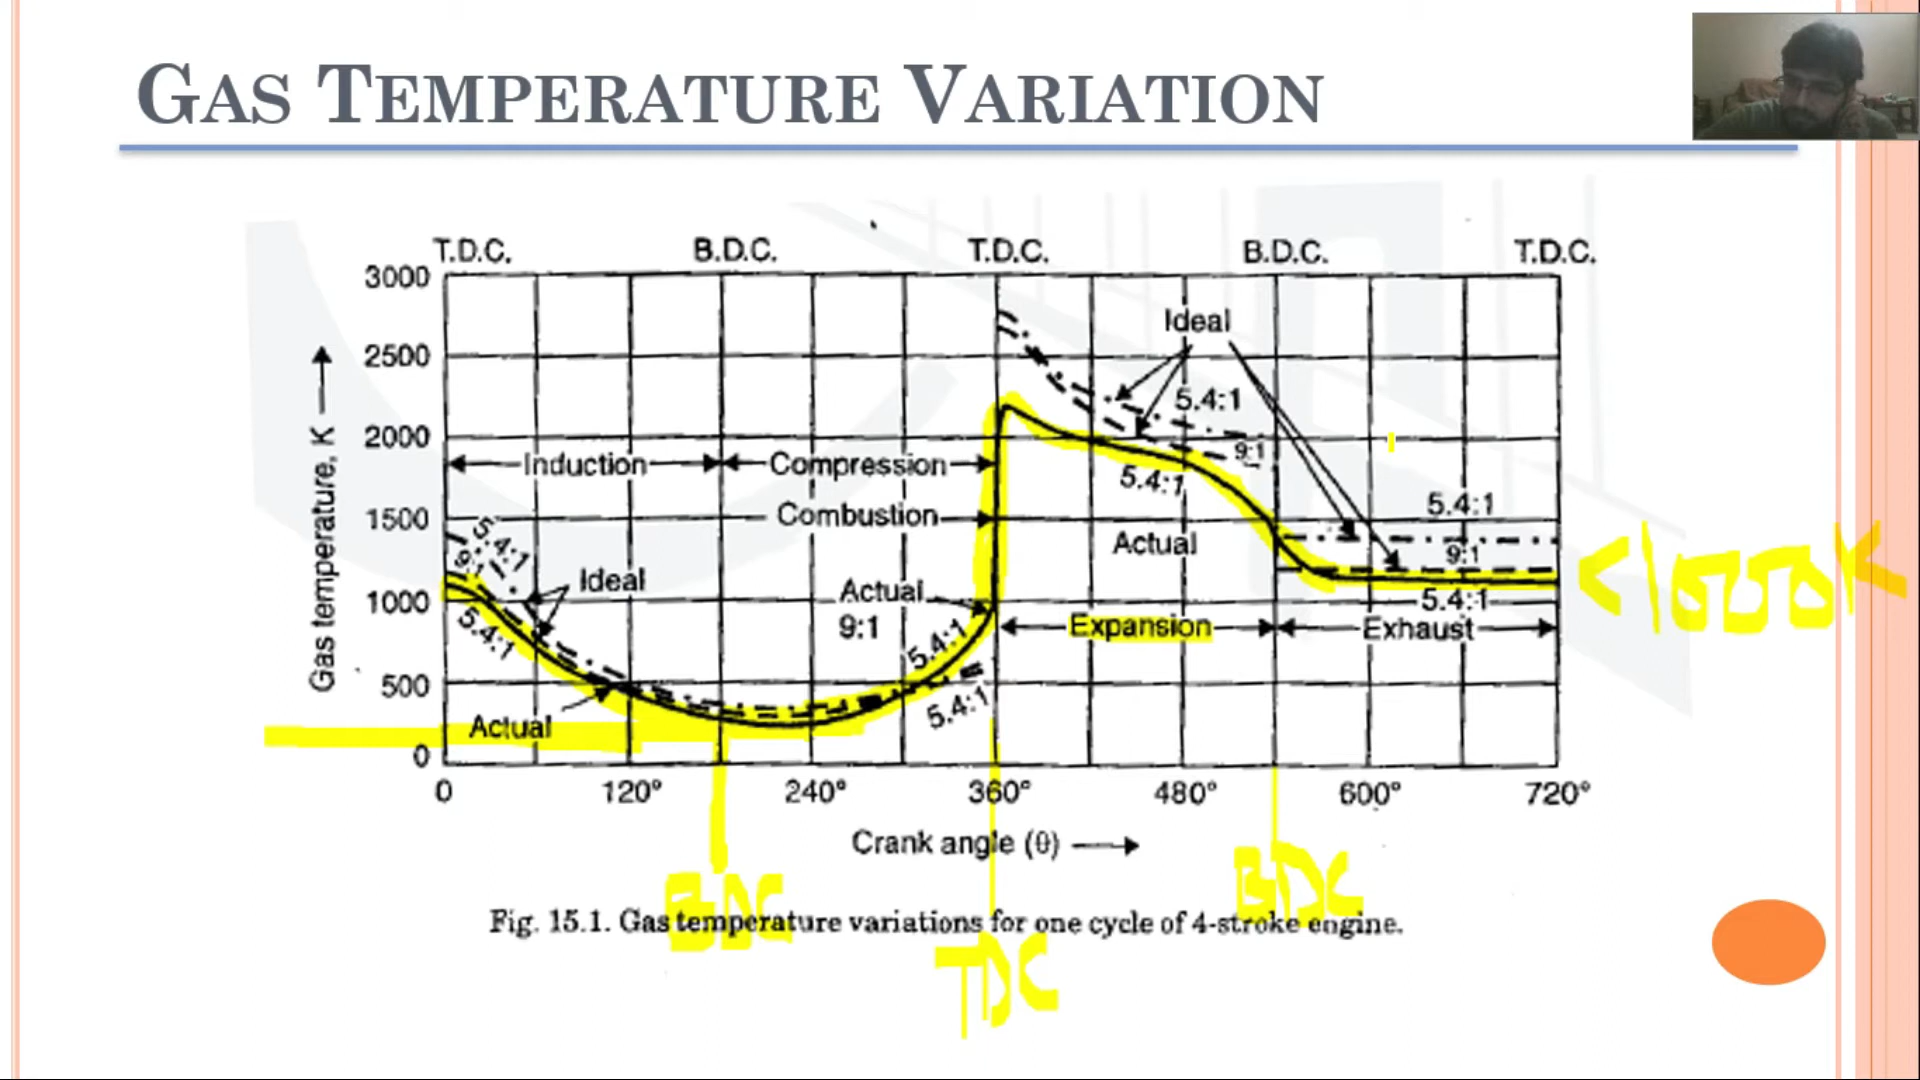 GAS TEMPERATURE VARIATION
T.D.C. B.D.C. T.D.C. B.D.C. T.D.C.
3000
2500
2000
1500
1000
500
0
Gas temperature, K
Ideal
5.4:1
9:1
5.4:1
Induction
Compression
Combustion
Actual
5.4:1
9:1
5.4:1
5.4:1
9:1
Ideal
5.4:1
Actual
Actual
9:1
5.4:1
5.4:1
Expansion
Exhaust
0 120° 240° 360° 480° 600° 720°
Crank angle (θ)
BDC
TDC
BDC
Fig. 15.1. Gas temperature variations for one cycle of 4-stroke engine.